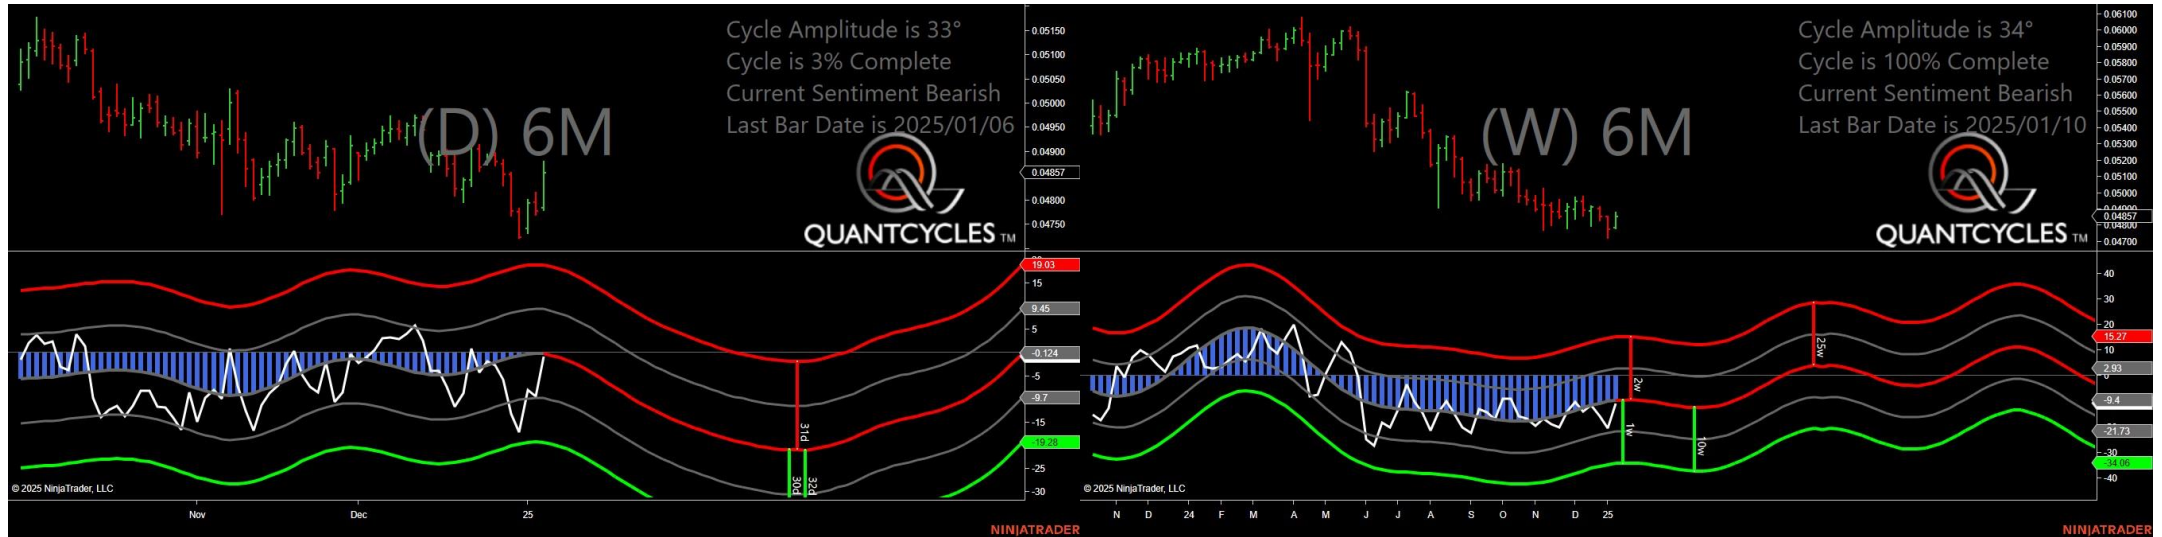 Cycle Amplitude is 33°
Cycle is 3% Complete
Current Sentiment Bearish
Last Bar Date is 2025/01/06
(D) 6M
QUANTCYCLES TM
0.05150
0.05100
0.05050
0.05000
0.04950
0.04900
0.04857
0.04800
0.04750
19.03
15
9.45
5
-0.124
-5
-9.7
-15
-19.28
-25
-30
31d
30d
32d
© 2025 NinjaTrader, LLC
Nov
Dec
25
NINJATRADER
Cycle Amplitude is 34°
Cycle is 100% Complete
Current Sentiment Bearish
Last Bar Date is 2025/01/10
(W) 6M
QUANTCYCLES TM
0.06100
0.06000
0.05900
0.05800
0.05700
0.05600
0.05500
0.05400
0.05300
0.05200
0.05100
0.05000
0.04857
0.04800
0.04700
40
30
20
15.27
10
2.93
0
-9.4
-21.73
-30
-34.06
-40
2w
1w
10w
25w
© 2025 NinjaTrader, LLC
N D 24 F M A M J J A S O N D 25
NINJATRADER